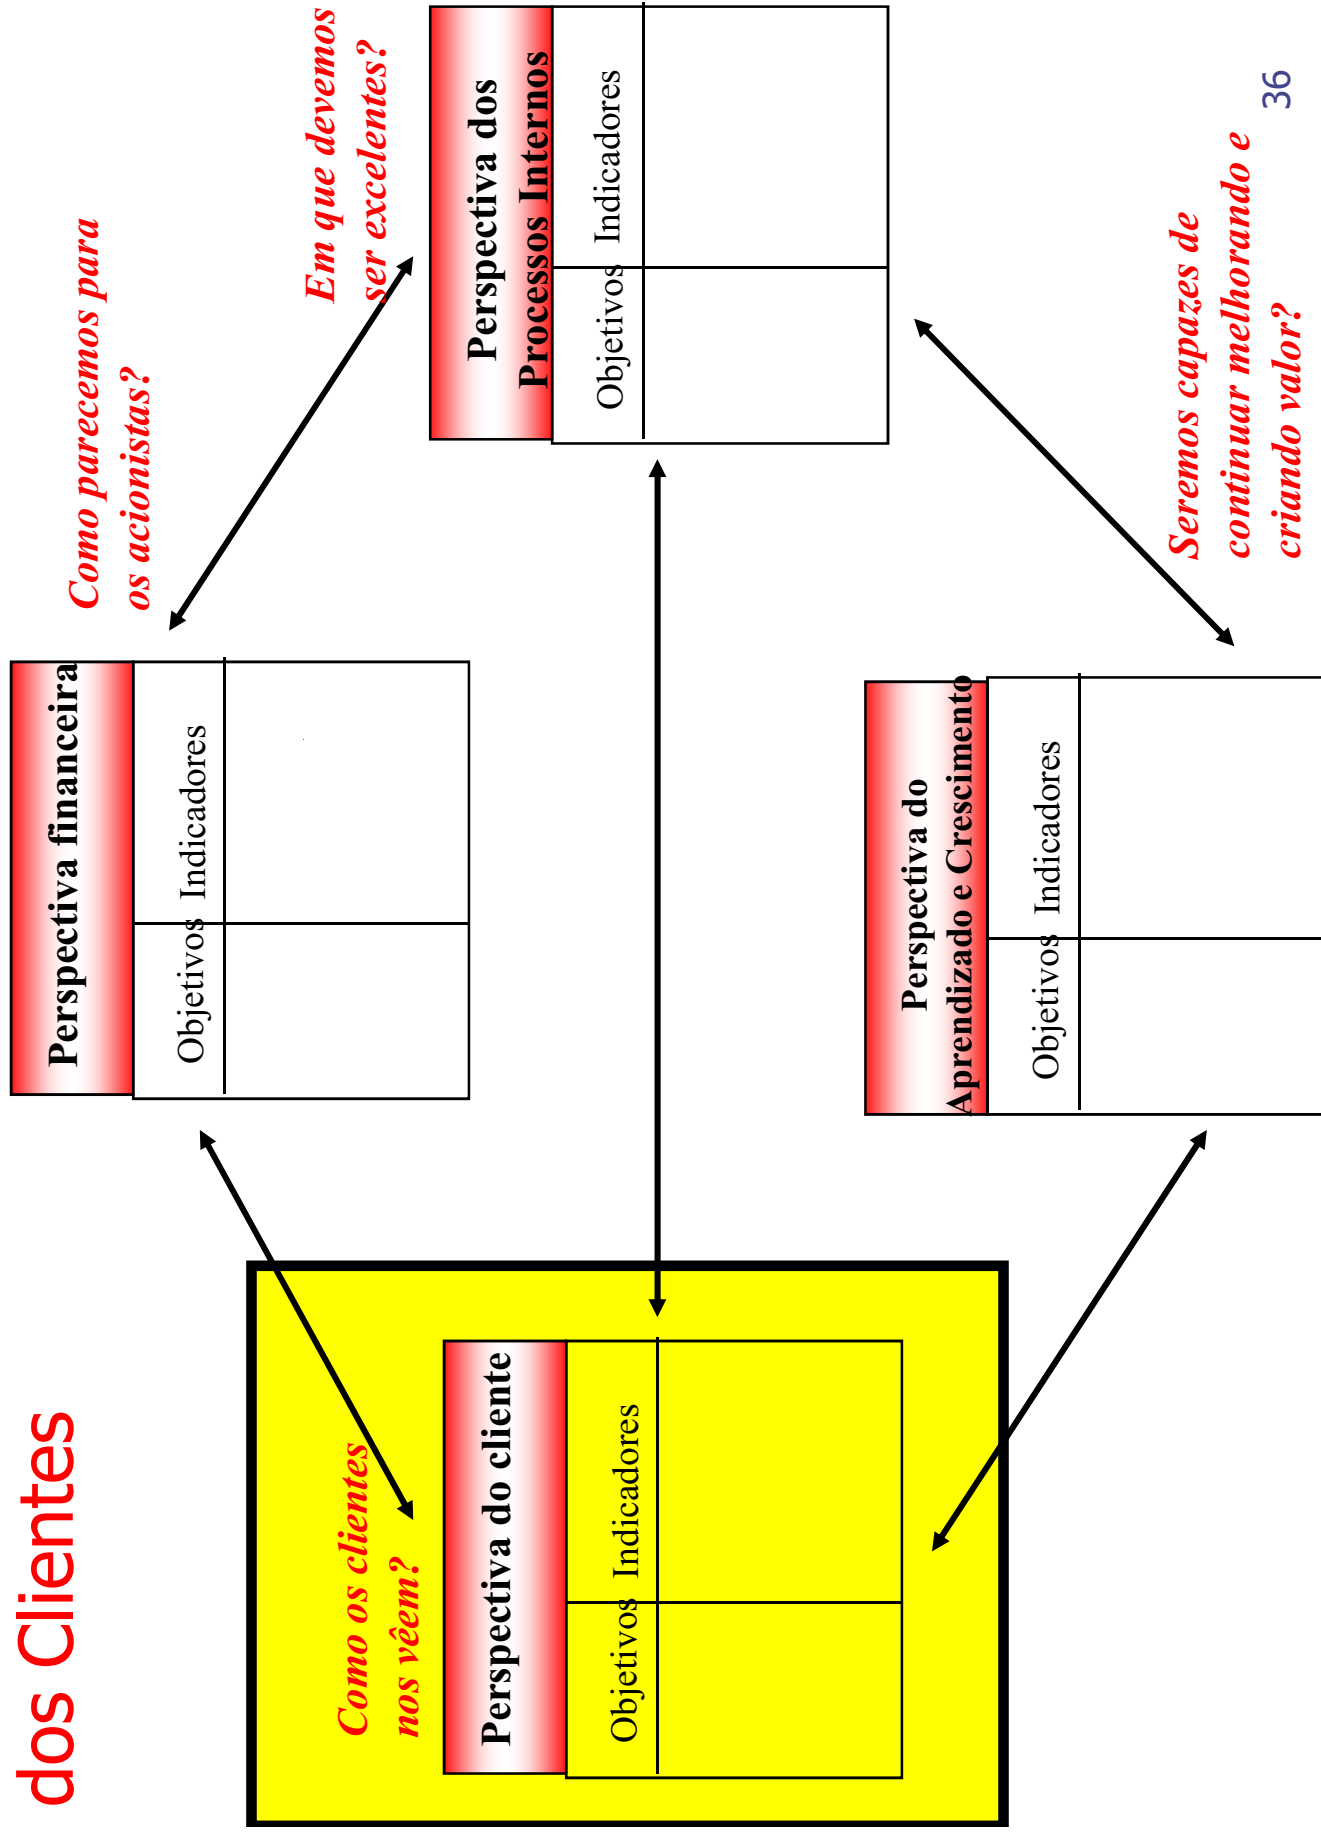 dos Clientes
Como parecemos para
os acionistas?
Perspectiva financeira
Objetivos Indicadores
Como os clientes
nos vêem?
Perspectiva do cliente
Objetivos Indicadores
Em que devemos
ser excelentes?
Perspectiva dos
Processos Internos
Objetivos Indicadores
Perspectiva do
Aprendizado e Crescimento
Objetivos Indicadores
Seremos capazes de
continuar melhorando e
criando valor?
36